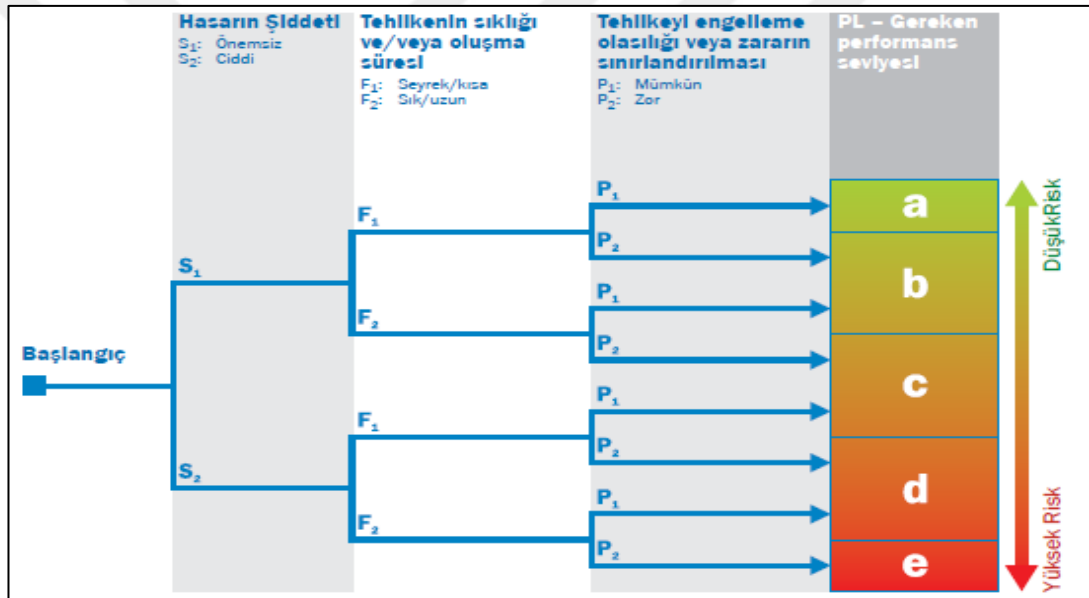 Hasarın Şiddeti
S₁: Önemsiz
S₂: Ciddi
Tehlikenin sıklığı
ve/veya oluşma
süresi
F₁: Seyrek/kısa
F₂: Sık/uzun
Tehlikeyi engelleme
olasılığı veya zararın
sınırlandırılması
P₁: Mümkün
P₂: Zor
PL – Gereken
performans
seviyesi
Başlangıç
S₁
S₂
F₁
F₂
F₁
F₂
P₁
P₂
P₁
P₂
P₁
P₂
P₁
P₂
a
b
c
d
e
DüşükRisk
Yüksek Risk